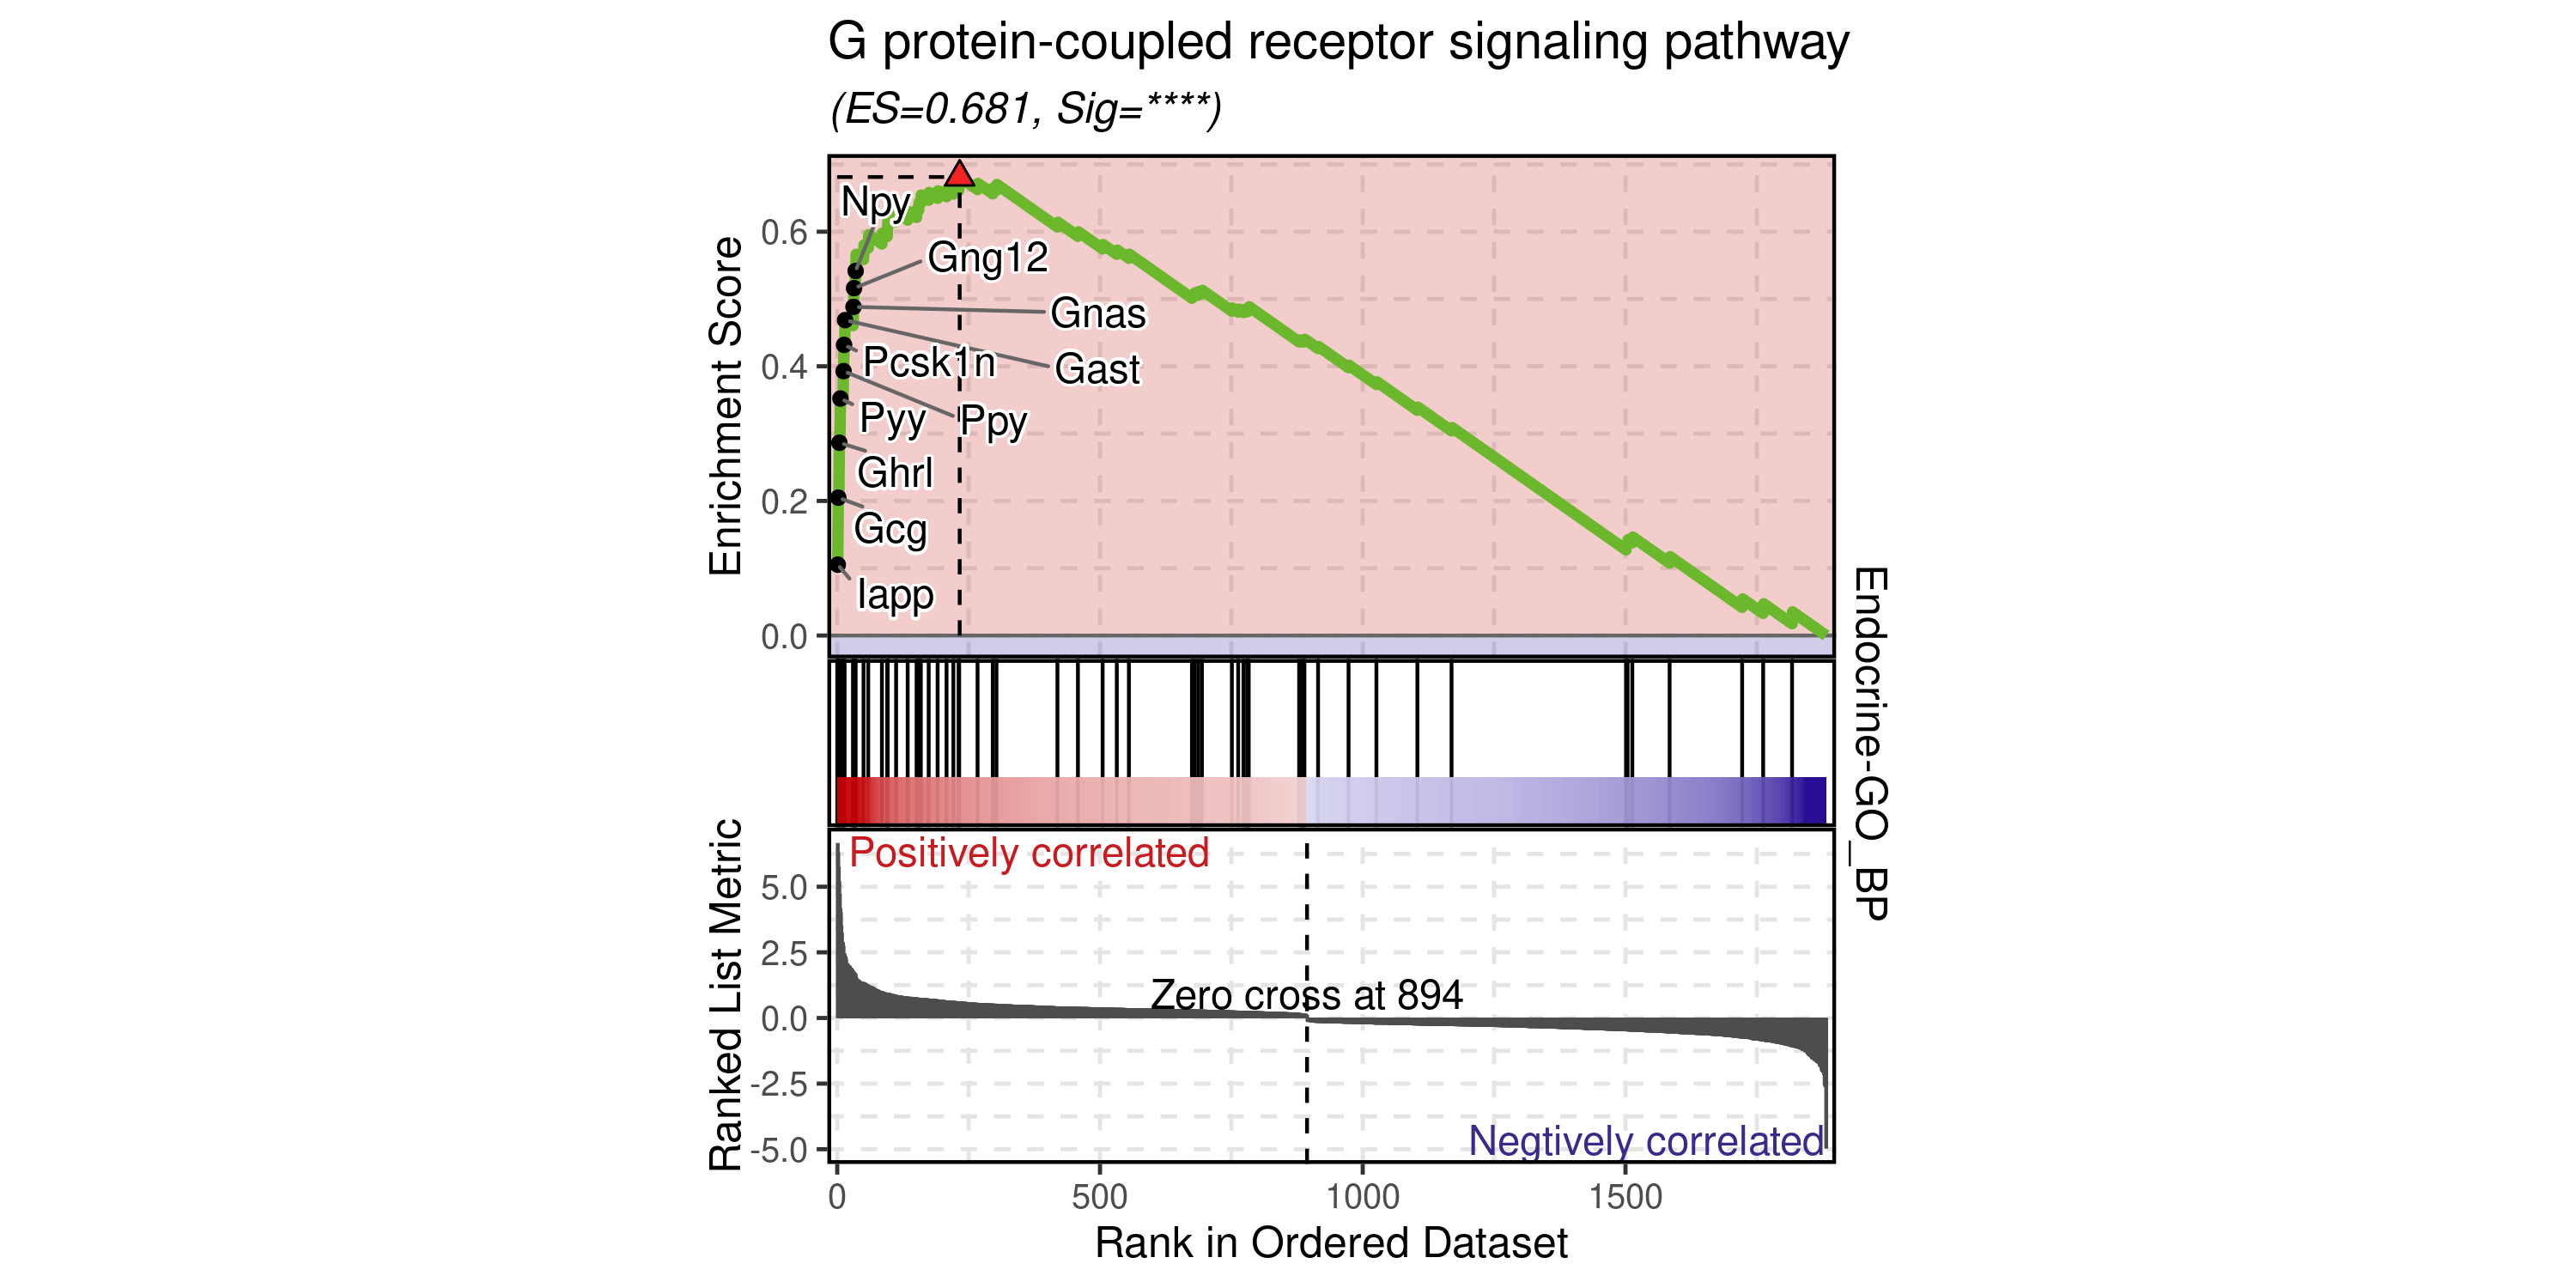 G protein-coupled receptor signaling pathway
(ES=0.681, Sig=****)
Enrichment Score
0.6
0.4
0.2
0.0
Npy
Gng12
Gnas
Pcsk1n
Gast
Pyy
Ppy
Ghrl
Gcg
Iapp
Endocrine-GO_BP
Ranked List Metric
5.0
2.5
0.0
-2.5
-5.0
Positively correlated
Zero cross at 894
Negtively correlated
0 500 1000 1500
Rank in Ordered Dataset